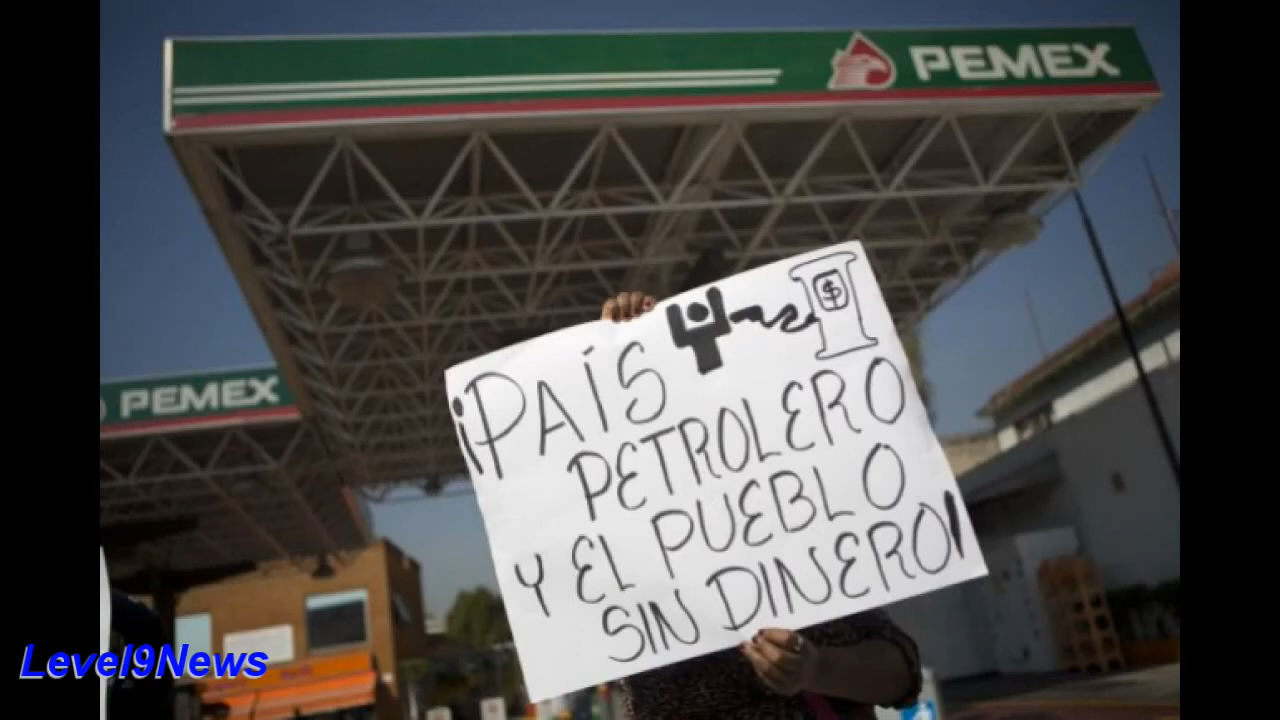 PEMEX
PEMEX
$
¡PAÍS
PETROLERO
Y EL PUEBLO
SIN DINERO!
Level9News